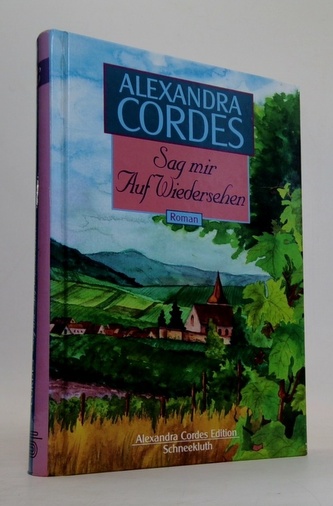 ALEXANDRA
CORDES
Sag mir
Auf Wiedersehen
Roman
Alexandra Cordes Edition
Schneekluth